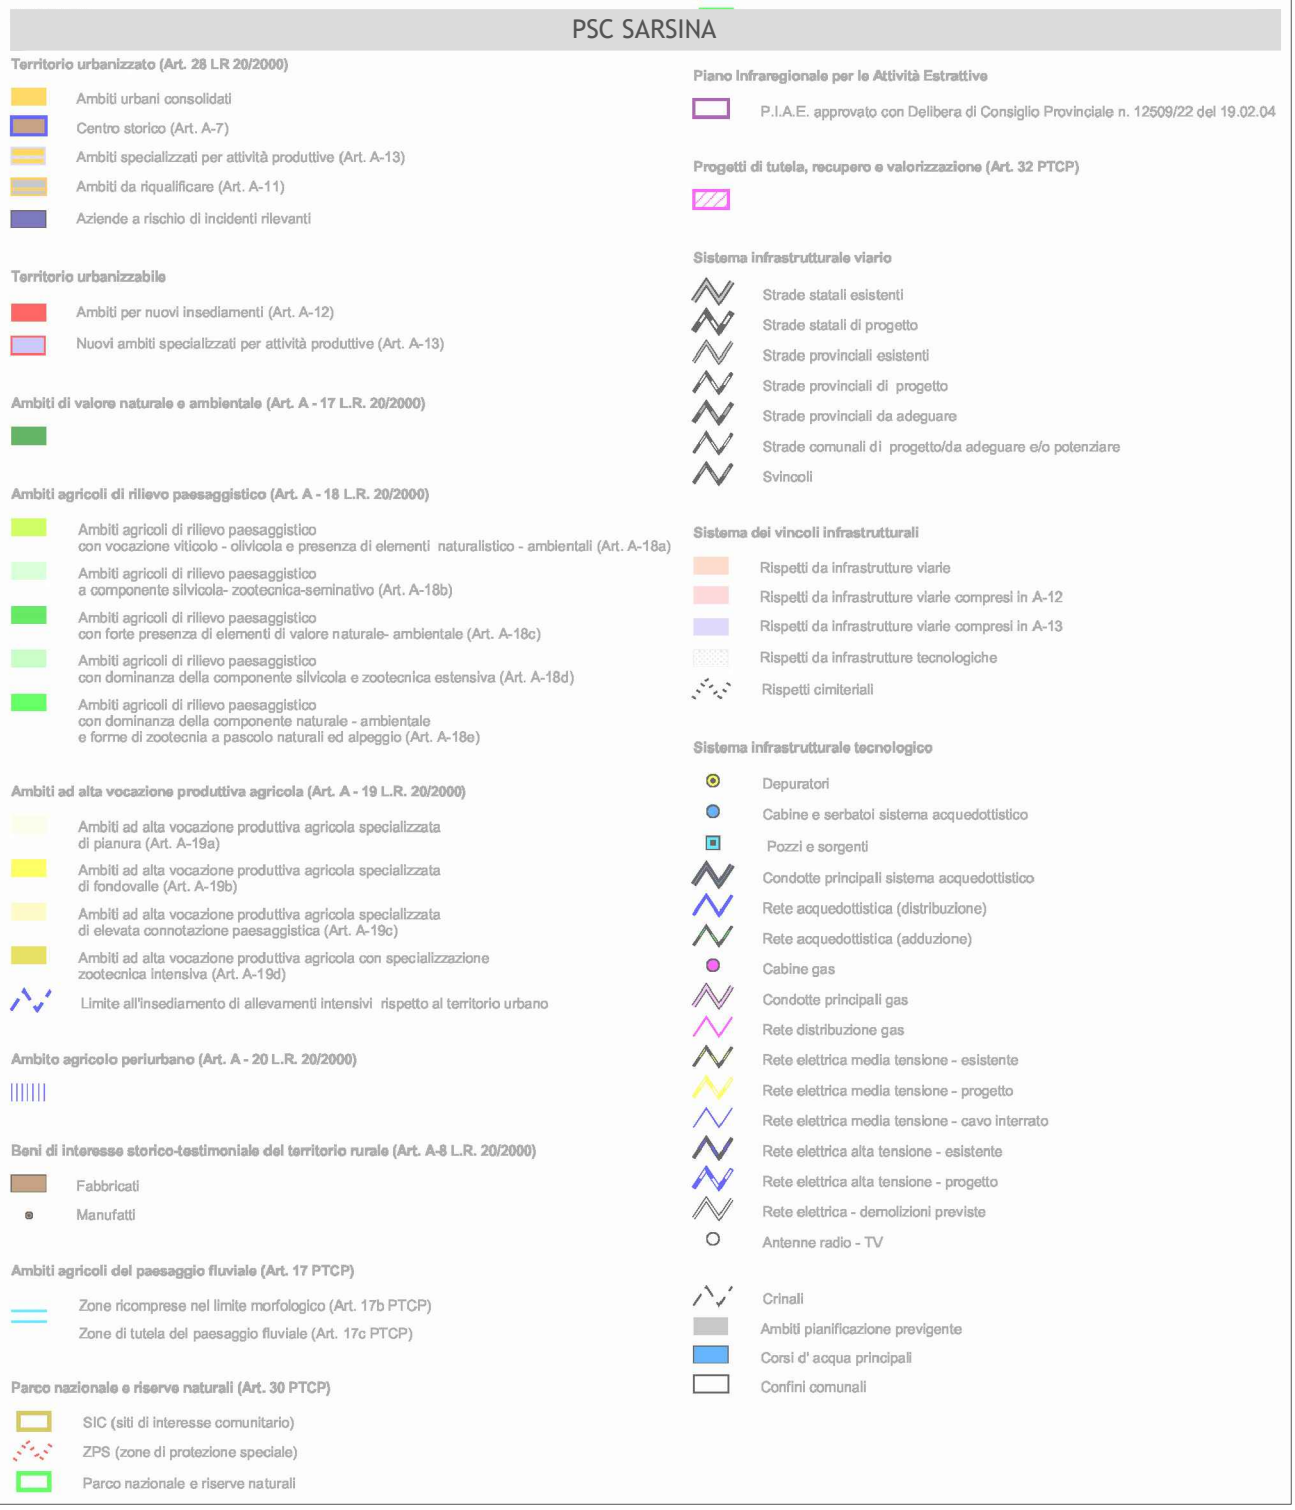 PSC SARSINA
Territorio urbanizzato (Art. 28 LR 20/2000)
Ambiti urbani consolidati
Centro storico (Art. A-7)
Ambiti specializzati per attività produttive (Art. A-13)
Ambiti da riqualificare (Art. A-11)
Aziende a rischio di incidenti rilevanti
Territorio urbanizzabile
Ambiti per nuovi insediamenti (Art. A-12)
Nuovi ambiti specializzati per attività produttive (Art. A-13)
Ambiti di valore naturale e ambientale (Art. A - 17 L.R. 20/2000)
Ambiti agricoli di rilievo paesaggistico (Art. A - 18 L.R. 20/2000)
Ambiti agricoli di rilievo paesaggistico
con vocazione viticolo - olivicola e presenza di elementi naturalistico - ambientali (Art. A-18a)
Ambiti agricoli di rilievo paesaggistico
a componente silvicola- zootecnica-seminativo (Art. A-18b)
Ambiti agricoli di rilievo paesaggistico
con forte presenza di elementi di valore naturale- ambientale (Art. A-18c)
Ambiti agricoli di rilievo paesaggistico
con dominanza della componente silvicola e zootecnica estensiva (Art. A-18d)
Ambiti agricoli di rilievo paesaggistico
con dominanza della componente naturale - ambientale
e forme di zootecnia a pascolo naturali ed alpeggio (Art. A-18e)
Ambiti ad alta vocazione produttiva agricola (Art. A - 19 L.R. 20/2000)
Ambiti ad alta vocazione produttiva agricola specializzata
di pianura (Art. A-19a)
Ambiti ad alta vocazione produttiva agricola specializzata
di fondovalle (Art. A-19b)
Ambiti ad alta vocazione produttiva agricola specializzata
di elevata connotazione paesaggistica (Art. A-19c)
Ambiti ad alta vocazione produttiva agricola con specializzazione
zootecnica intensiva (Art. A-19d)
Limite all'insediamento di allevamenti intensivi rispetto al territorio urbano
Ambito agricolo periurbano (Art. A - 20 L.R. 20/2000)
Beni di interesse storico-testimoniale del territorio rurale (Art. A-8 L.R. 20/2000)
Fabbricati
Manufatti
Ambiti agricoli del paesaggio fluviale (Art. 17 PTCP)
Zone ricomprese nel limite morfologico (Art. 17b PTCP)
Zone di tutela del paesaggio fluviale (Art. 17c PTCP)
Parco nazionale e riserve naturali (Art. 30 PTCP)
SIC (siti di interesse comunitario)
ZPS (zone di protezione speciale)
Parco nazionale e riserve naturali
Piano Infraregionale per le Attività Estrattive
P.I.A.E. approvato con Delibera di Consiglio Provinciale n. 12509/22 del 19.02.04
Progetti di tutela, recupero e valorizzazione (Art. 32 PTCP)
Sistema infrastrutturale viario
Strade statali esistenti
Strade statali di progetto
Strade provinciali esistenti
Strade provinciali di progetto
Strade provinciali da adeguare
Strade comunali di progetto/da adeguare e/o potenziare
Svincoli
Sistema dei vincoli infrastrutturali
Rispetti da infrastrutture viarie
Rispetti da infrastrutture viarie compresi in A-12
Rispetti da infrastrutture viarie compresi in A-13
Rispetti da infrastrutture tecnologiche
Rispetti cimiteriali
Sistema infrastrutturale tecnologico
Depuratori
Cabine e serbatoi sistema acquedottistico
Pozzi e sorgenti
Condotte principali sistema acquedottistico
Rete acquedottistica (distribuzione)
Rete acquedottistica (adduzione)
Cabine gas
Condotte principali gas
Rete distribuzione gas
Rete elettrica media tensione - esistente
Rete elettrica media tensione - progetto
Rete elettrica media tensione - cavo interrato
Rete elettrica alta tensione - esistente
Rete elettrica alta tensione - progetto
Rete elettrica - demolizioni previste
Antenne radio - TV
Crinali
Ambiti pianificazione previgente
Corsi d' acqua principali
Confini comunali